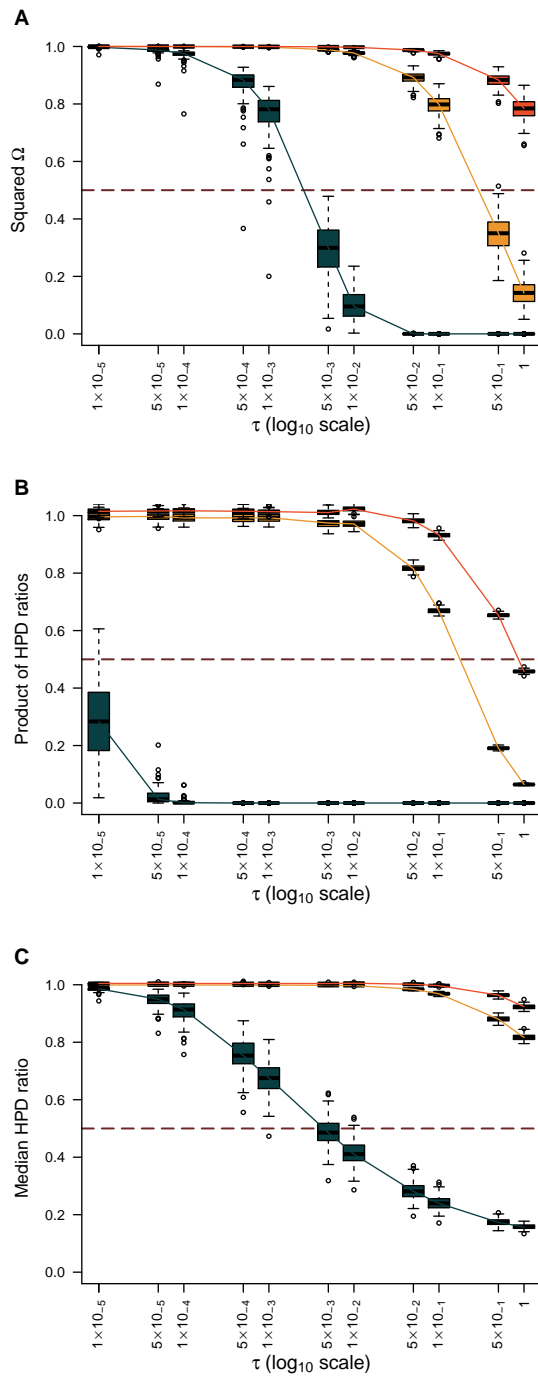 A
Squared Ω
1.0
0.8
0.6
0.4
0.2
0.0
1 × 10−5
5 × 10−5
1 × 10−4
5 × 10−4
1 × 10−3
5 × 10−3
1 × 10−2
5 × 10−2
1 × 10−1
5 × 10−1
1
τ (log10 scale)
B
Product of HPD ratios
1.0
0.8
0.6
0.4
0.2
0.0
1 × 10−5
5 × 10−5
1 × 10−4
5 × 10−4
1 × 10−3
5 × 10−3
1 × 10−2
5 × 10−2
1 × 10−1
5 × 10−1
1
τ (log10 scale)
C
Median HPD ratio
1.0
0.8
0.6
0.4
0.2
0.0
1 × 10−5
5 × 10−5
1 × 10−4
5 × 10−4
1 × 10−3
5 × 10−3
1 × 10−2
5 × 10−2
1 × 10−1
5 × 10−1
1
τ (log10 scale)